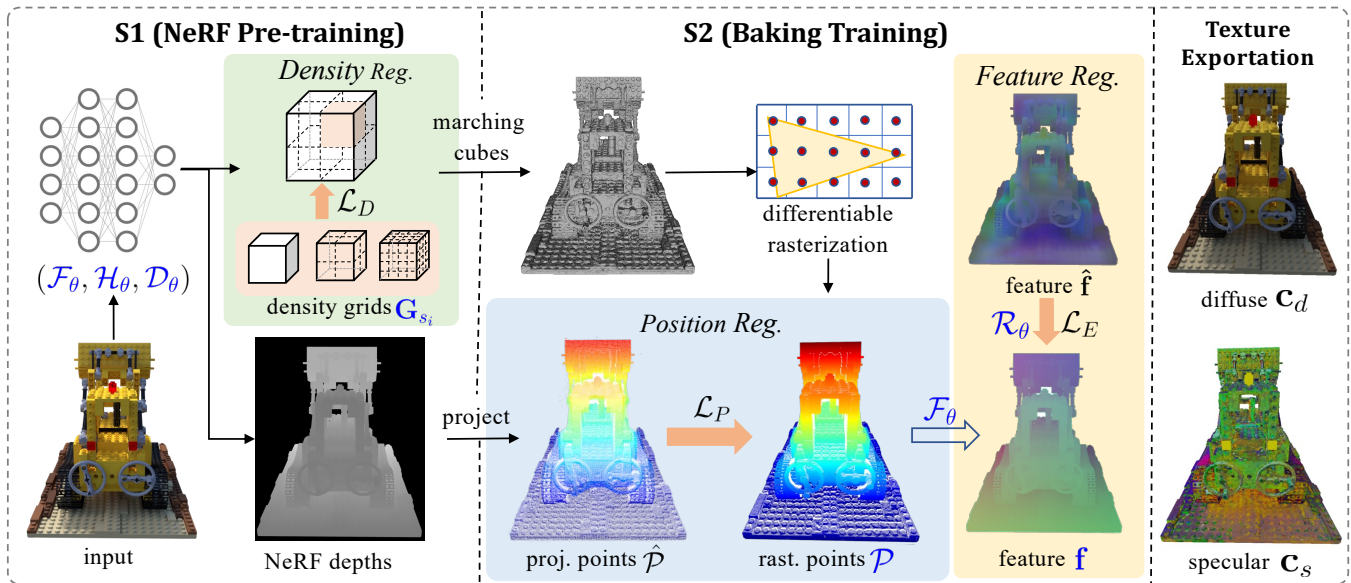 S1 (NeRF Pre-training)
S2 (Baking Training)
Texture
Exportation
Density Reg.
ℒ_D
density grids G_{s_i}
(ℱ_θ, ℋ_θ, 𝒟_θ)
input
NeRF depths
marching
cubes
project
differentiable
rasterization
Position Reg.
ℒ_P
proj. points 𝒫̂
rast. points 𝒫
ℱ_θ
Feature Reg.
feature f̂
ℛ_θ ℒ_E
feature f
diffuse c_d
specular c_s